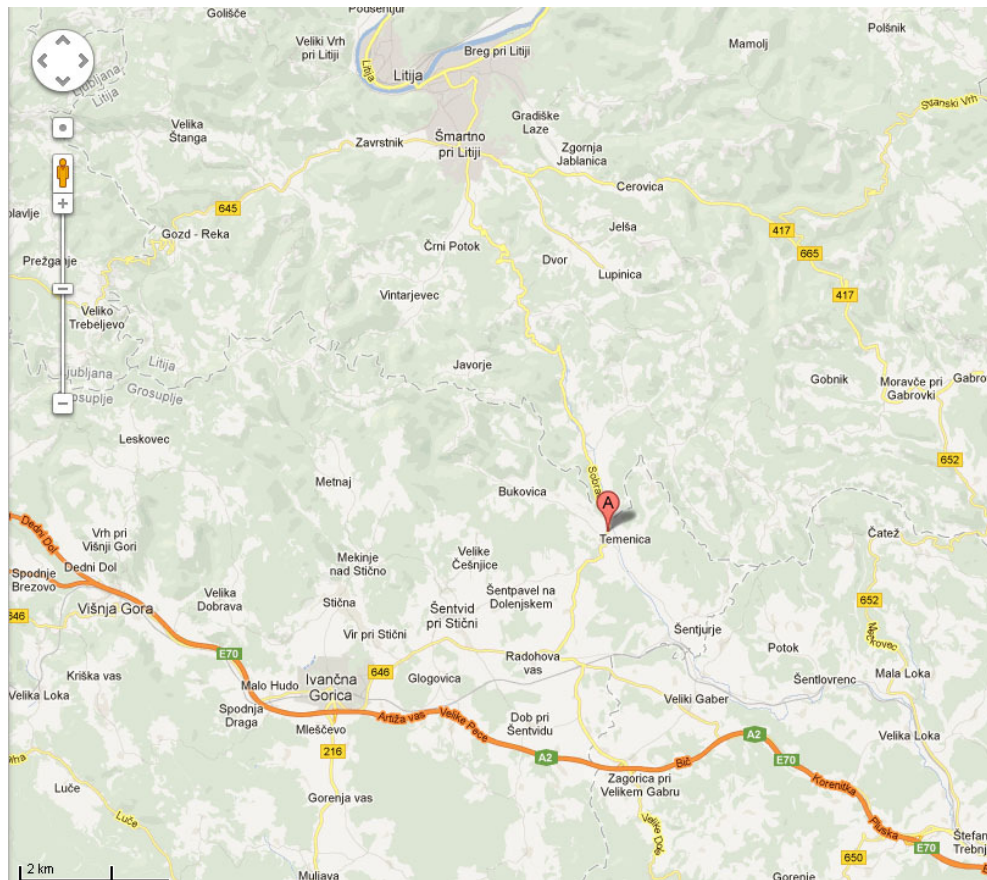 Golišče
Podšentjur
Polšnik
Veliki Vrh
pri Litiji
Breg pri Litiji
Mamolj
Litija
Litija
Ljubljana
Litija
Svanski Vrh
Velika
Štanga
Gradiške
Laze
Zavrstnik
Šmartno
pri Litiji
Zgornja
Jablanica
Cerovica
645
Gozd - Reka
Jelša
417
Črni Potok
665
Prežganje
Dvor
Lupinica
Vintarjevec
417
Veliko
Trebeljevo
Litija
Javorje
Ljubljana
Grosuplje
Grosuplje
Gobnik
Moravče pri
Gabrovki
Leskovec
652
Metnaj
Bukovica
A
Dedni Dol
Temenica
Čatež
Vrh pri
Višnji Gori
Velike
Češnjice
Mekinje
nad Stično
Dedni Dol
Spodnje
Brezovo
Velika
Dobrava
Šentpavel na
Dolenjskem
Stična
652
Višnja Gora
646
Šentvid
pri Stični
Vir pri Stični
Šentjurje
E70
Radohova
vas
Potok
646
Kriška vas
Ivančna
Gorica
Glogovica
Mala Loka
Malo Hudo
Šentlovrenc
Velika Loka
Veliki Gaber
Spodnja
Draga
Artiža vas
Velike Pece
Dob pri
Šentvidu
Mleščevo
A2
Velika Loka
216
A2
Bič
E70
Zagorica pri
Velikem Gabru
Luče
Korenitka
Gorenja vas
Luče
Pluska
Velike Dole
E70
650
2 km
Muljava
Gorenje